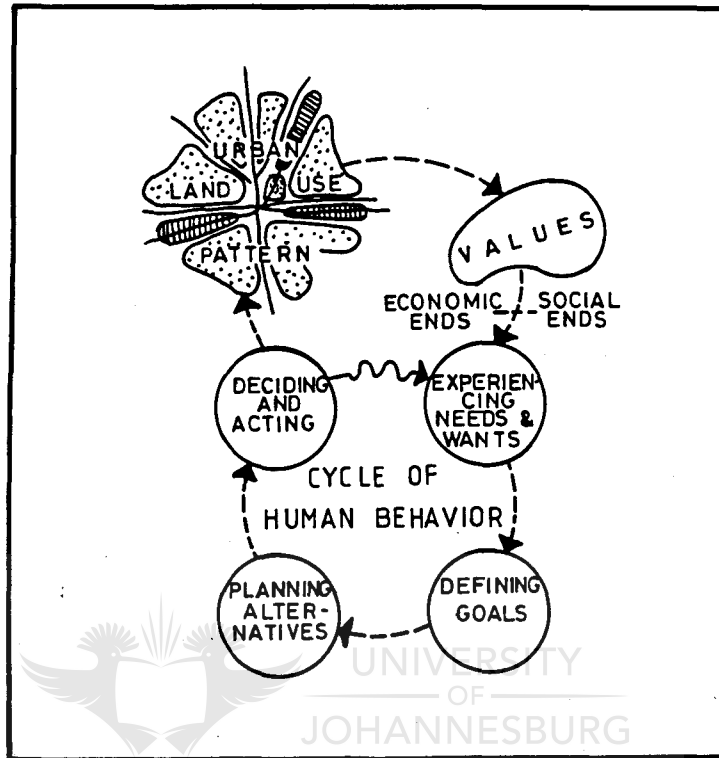 URBAN
LAND USE
PATTERN
VALUES
ECONOMIC SOCIAL
ENDS ENDS
DECIDING
AND
ACTING
EXPERIEN-
CING
NEEDS &
WANTS
CYCLE OF
HUMAN BEHAVIOR
PLANNING
ALTER-
NATIVES
DEFINING
GOALS
UNIVERSITY
OF
JOHANNESBURG